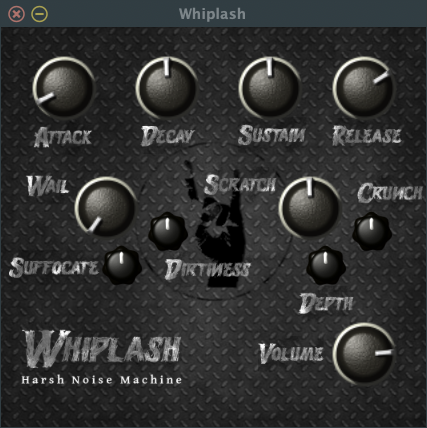 Whiplash
Attack Decay Sustain Release
Wail Scratch Crunch
Suffocate Dirtiness
Depth
Whiplash Volume
Harsh Noise Machine